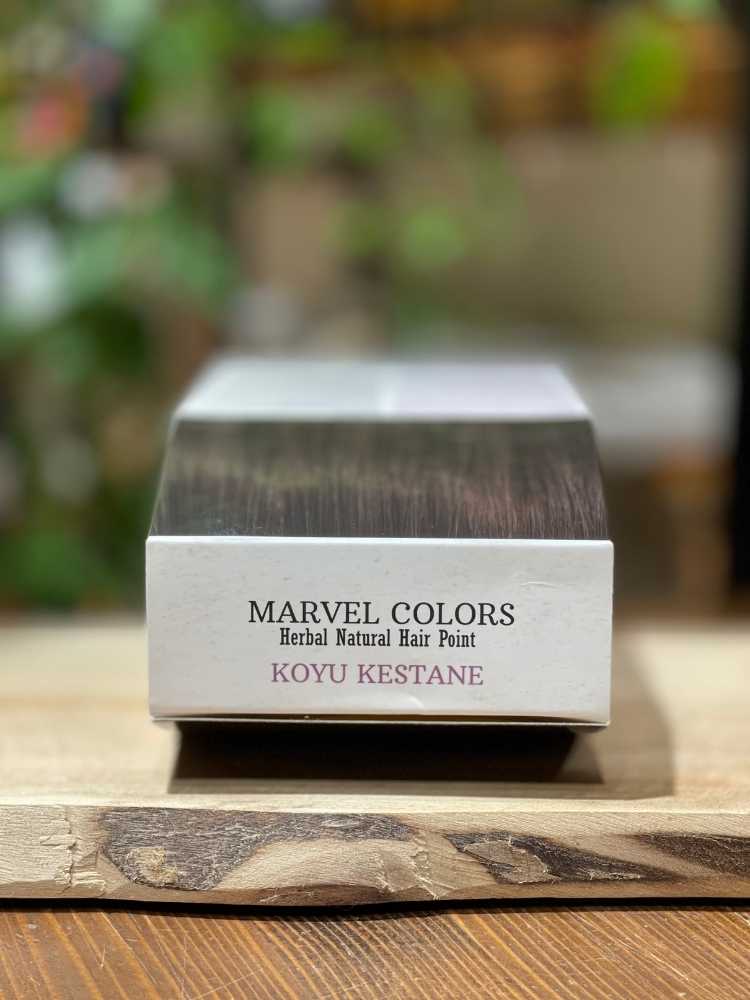 MARVEL COLORS
Herbal Natural Hair Point
KOYU KESTANE